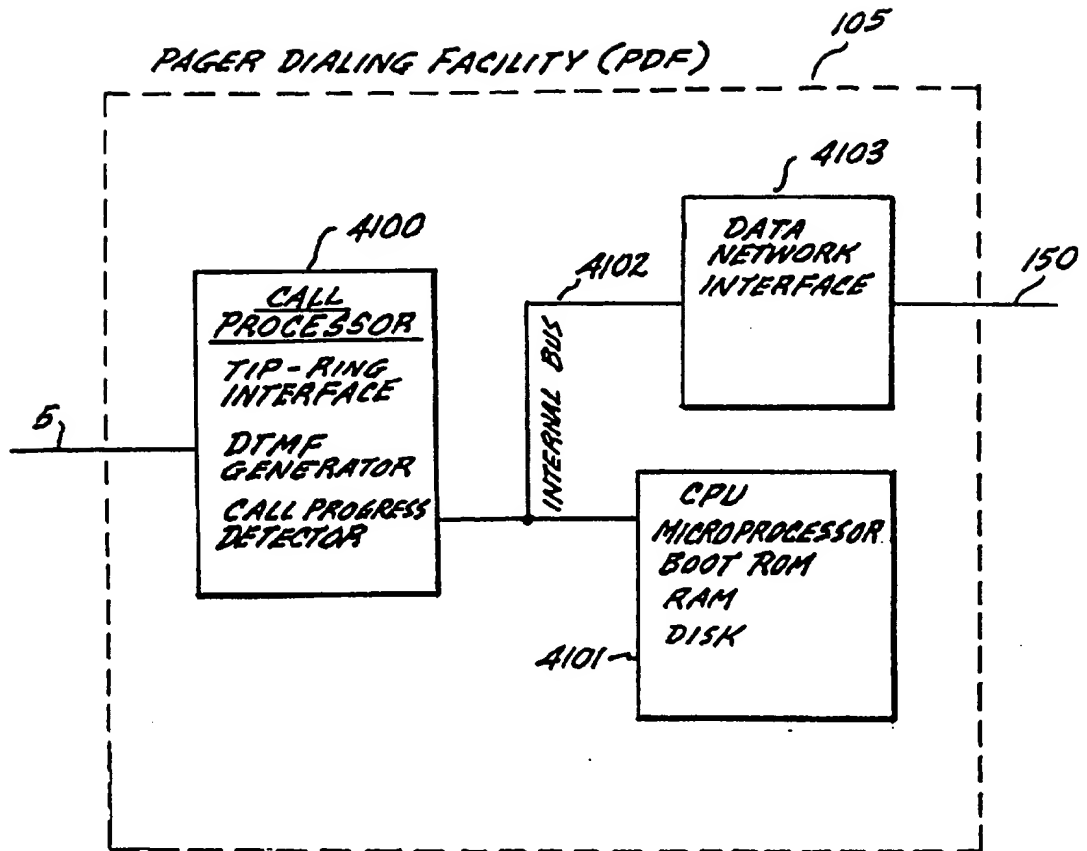 105
PAGER DIALING FACILITY (PDF)
4103
4100
DATA
NETWORK
INTERFACE
4102
150
CALL
PROCESSOR
TIP-RING
INTERFACE
DTMF
GENERATOR
CALL PROGRESS
DETECTOR
5
INTERNAL BUS
CPU
MICROPROCESSOR
BOOT ROM
RAM
DISK
4101